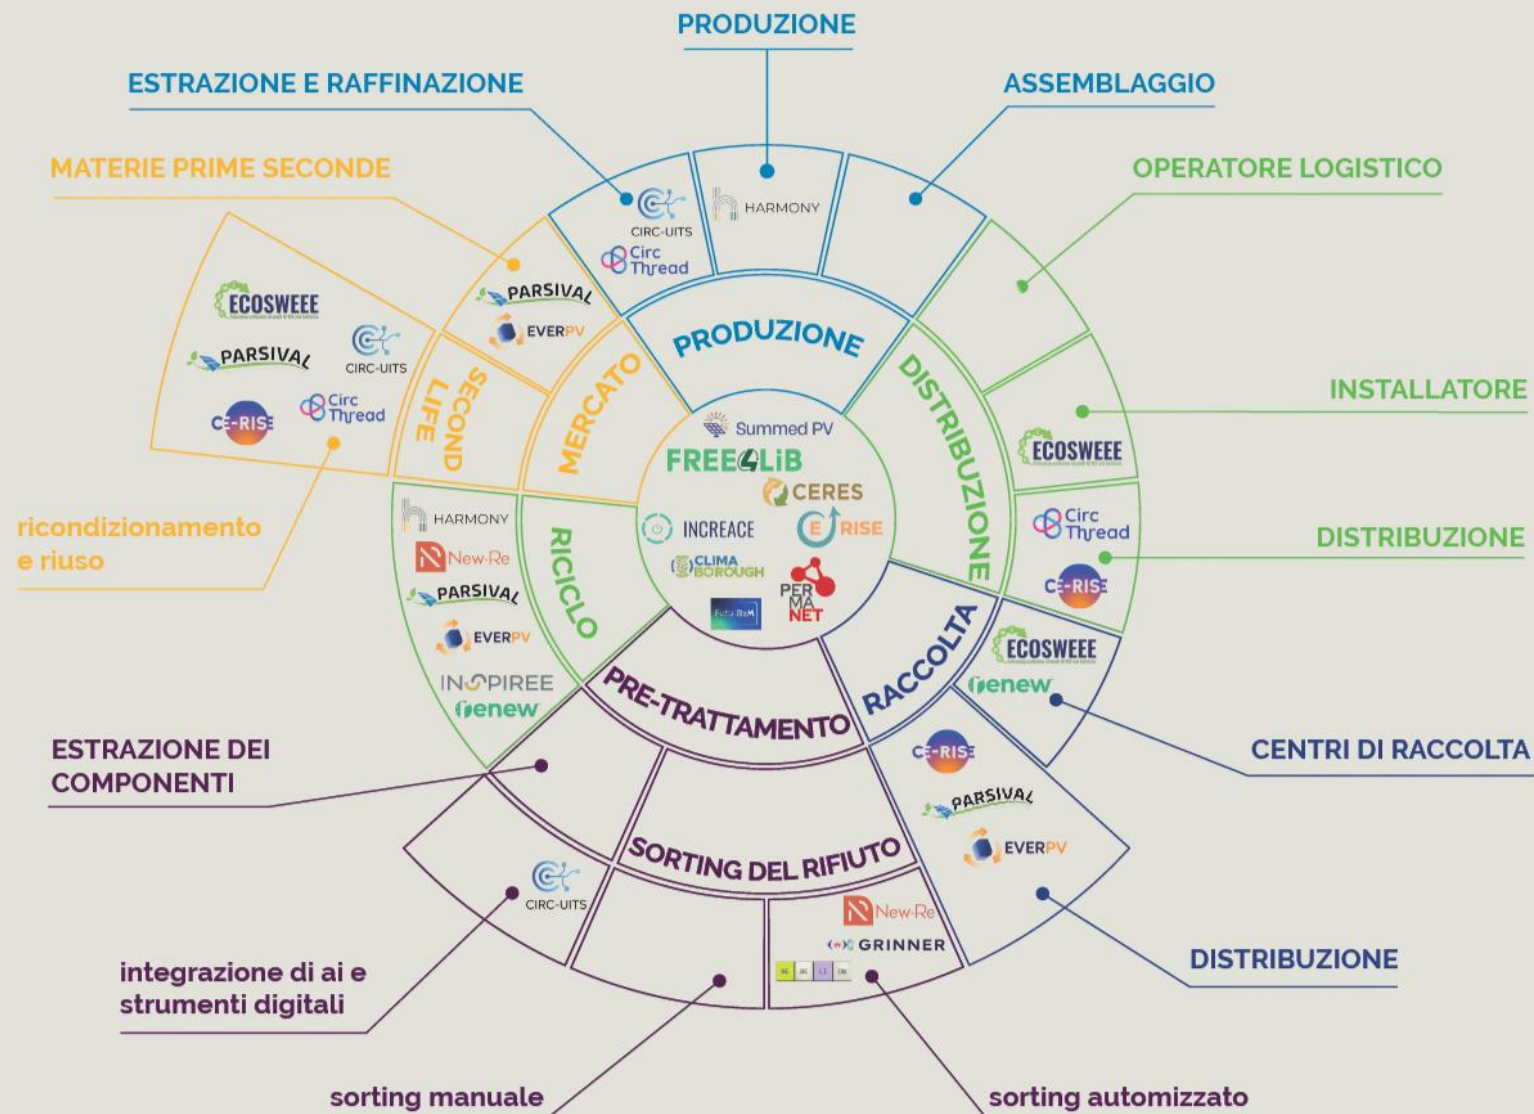 PRODUZIONE
ESTRAZIONE E RAFFINAZIONE
ASSEMBLAGGIO
MATERIE PRIME SECONDE
OPERATORE LOGISTICO
CIRC-UITS
HARMONY
Circ
Thread
PARSIVAL
EVERPV
ECOSWEEE
PARSIVAL
CIRC-UITS
Circ
Thread
CE-RISE
SECOND
LIFE
MERCATO
PRODUZIONE
DISTRIBUZIONE
INSTALLATORE
ECOSWEEE
Summed PV
FREE4LiB
CERES
INCREACE
E RISE
CLIMA
BOROUGH
PER
MA
NET
Futu RaM
ricondizionamento
e riuso
HARMONY
New-Re
PARSIVAL
EVERPV
INSPIREE
Renew
RICICLO
Circ
Thread
CE-RISE
DISTRIBUZIONE
PRE-TRATTAMENTO
RACCOLTA
ECOSWEEE
Renew
CENTRI DI RACCOLTA
ESTRAZIONE DEI
COMPONENTI
CE-RISE
PARSIVAL
EVERPV
SORTING DEL RIFIUTO
CIRC-UITS
New-Re
GRINNER
DISTRIBUZIONE
integrazione di ai e
strumenti digitali
sorting manuale
sorting automizzato